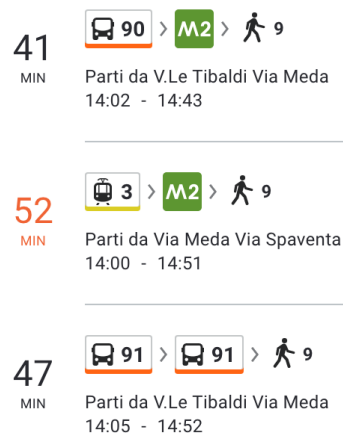 41
MIN
90 > M2 > 9
Parti da V.Le Tibaldi Via Meda
14:02 - 14:43
52
MIN
3 > M2 > 9
Parti da Via Meda Via Spaventa
14:00 - 14:51
47
MIN
91 > 91 > 9
Parti da V.Le Tibaldi Via Meda
14:05 - 14:52